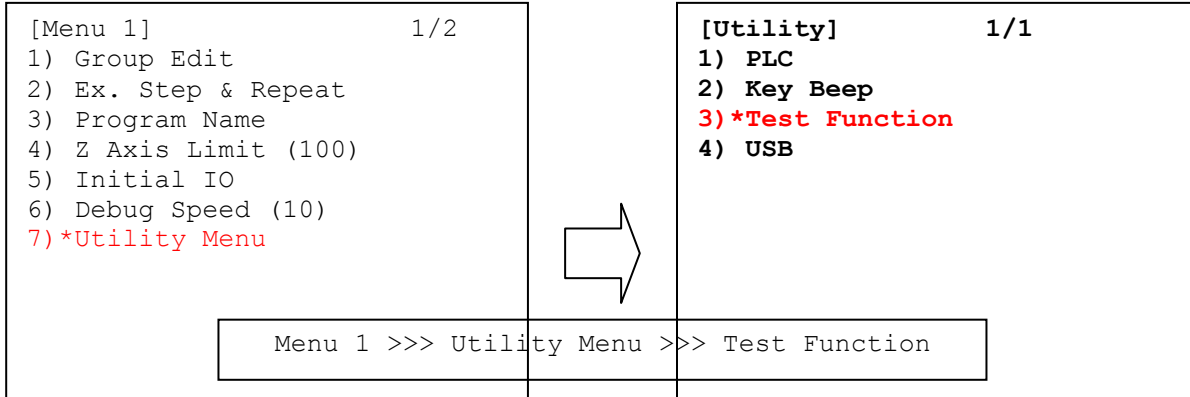 [Menu 1] 1/2
1) Group Edit
2) Ex. Step & Repeat
3) Program Name
4) Z Axis Limit (100)
5) Initial IO
6) Debug Speed (10)
7)*Utility Menu
[Utility] 1/1
1) PLC
2) Key Beep
3)*Test Function
4) USB
Menu 1 >>> Utility Menu >>> Test Function